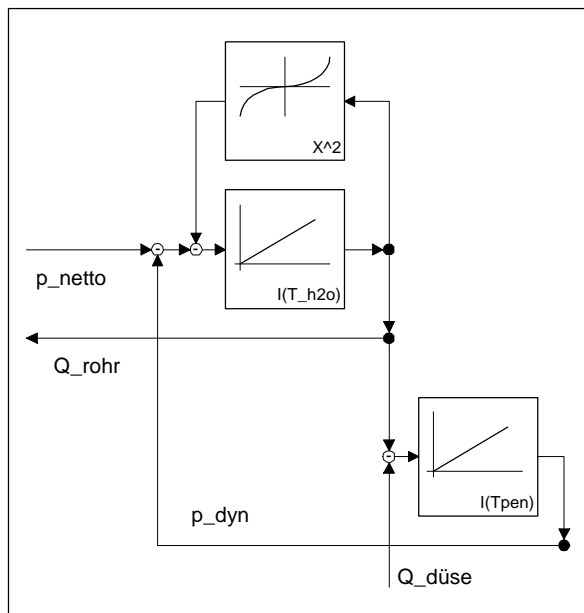 X^2
p_netto
I(T_h2o)
Q_rohr
I(Tpen)
p_dyn
Q_düse